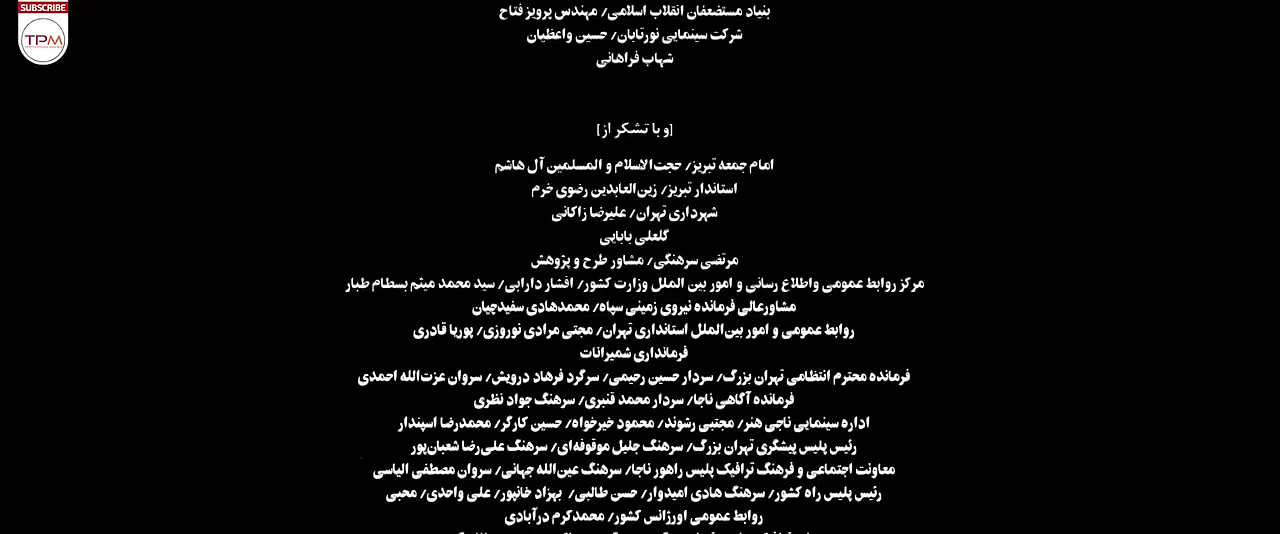 SUBSCRIBE
TPM
بنیاد مستضعفان انقلاب اسلامی/ مهندس پرویز فتاح
شرکت سینمایی نورتابان/ حسین واعظیان
شهاب فراهانی
[و با تشکر از]
امام جمعه تبریز/ حجت‌الاسلام و المسلمین آل هاشم
استاندار تبریز/ زین‌العابدین رضوی خرم
شهرداری تهران/ علیرضا زاکانی
گلعلی بابایی
مرتضی سرهنگی/ مشاور طرح و پژوهش
مرکز روابط عمومی واطلاع رسانی و امور بین الملل وزارت کشور/ افشار دارابی/ سید محمد میثم بسطام طبار
مشاورعالی فرمانده نیروی زمینی سپاه/ محمدهادی سفیدچیان
روابط عمومی و امور بین‌الملل استانداری تهران/ مجتی مرادی نوروزی/ پوریا قادری
فرمانداری شمیرانات
فرمانده محترم انتظامی تهران بزرگ/ سردار حسین رحیمی/ سرگرد فرهاد درویش/ سروان عزت‌الله احمدی
فرمانده آگاهی ناجا/ سردار محمد قنبری/ سرهنگ جواد نظری
اداره سینمایی ناجی هنر/ مجتبی رشوند/ محمود خیرخواه/ حسین کارگر/ محمدرضا اسپندار
رئیس پلیس پیشگری تهران بزرگ/ سرهنگ جلیل موقوفه‌ای/ سرهنگ علی‌رضا شعبان‌پور
معاونت اجتماعی و فرهنگ ترافیک پلیس راهور ناجا/ سرهنگ عین‌الله جهانی/ سروان مصطفی الیاسی
رئیس پلیس راه کشور/ سرهنگ هادی امیدوار/ حسن طالبی/ بهزاد خانپور/ علی واحدی/ محبی
روابط عمومی اورژانس کشور/ محمدکرم درآبادی